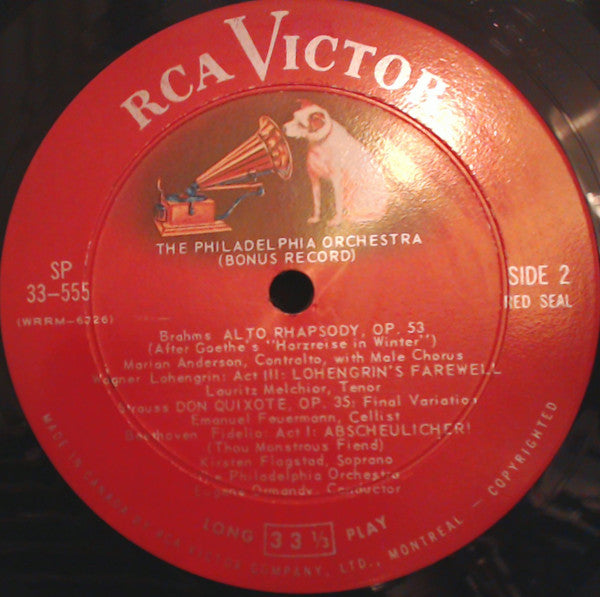 RCA VICTOR
THE PHILADELPHIA ORCHESTRA
(BONUS RECORD)
SP
33-555
(WRRM-6326)
SIDE 2
RED SEAL
Brahms ALTO RHAPSODY, OP. 53
(After Goethe's "Harzreise in Winter")
Marian Anderson, Contralto, with Male Chorus
Wagner Lohengrin: Act III: LOHENGRIN'S FAREWELL
Lauritz Melchior, Tenor
Strauss DON QUIXOTE, OP. 35: Final Variation
Emanuel Feuermann, Cellist
Beethoven Fidelio: Act I: ABSCHEULICHER!
(Thou Monstrous Fiend)
Kirsten Flagstad, Soprano
The Philadelphia Orchestra
Eugene Ormandy, Conductor
LONG 33 1/3 PLAY
MADE IN CANADA BY RCA VICTOR COMPANY, LTD., MONTREAL — COPYRIGHTED